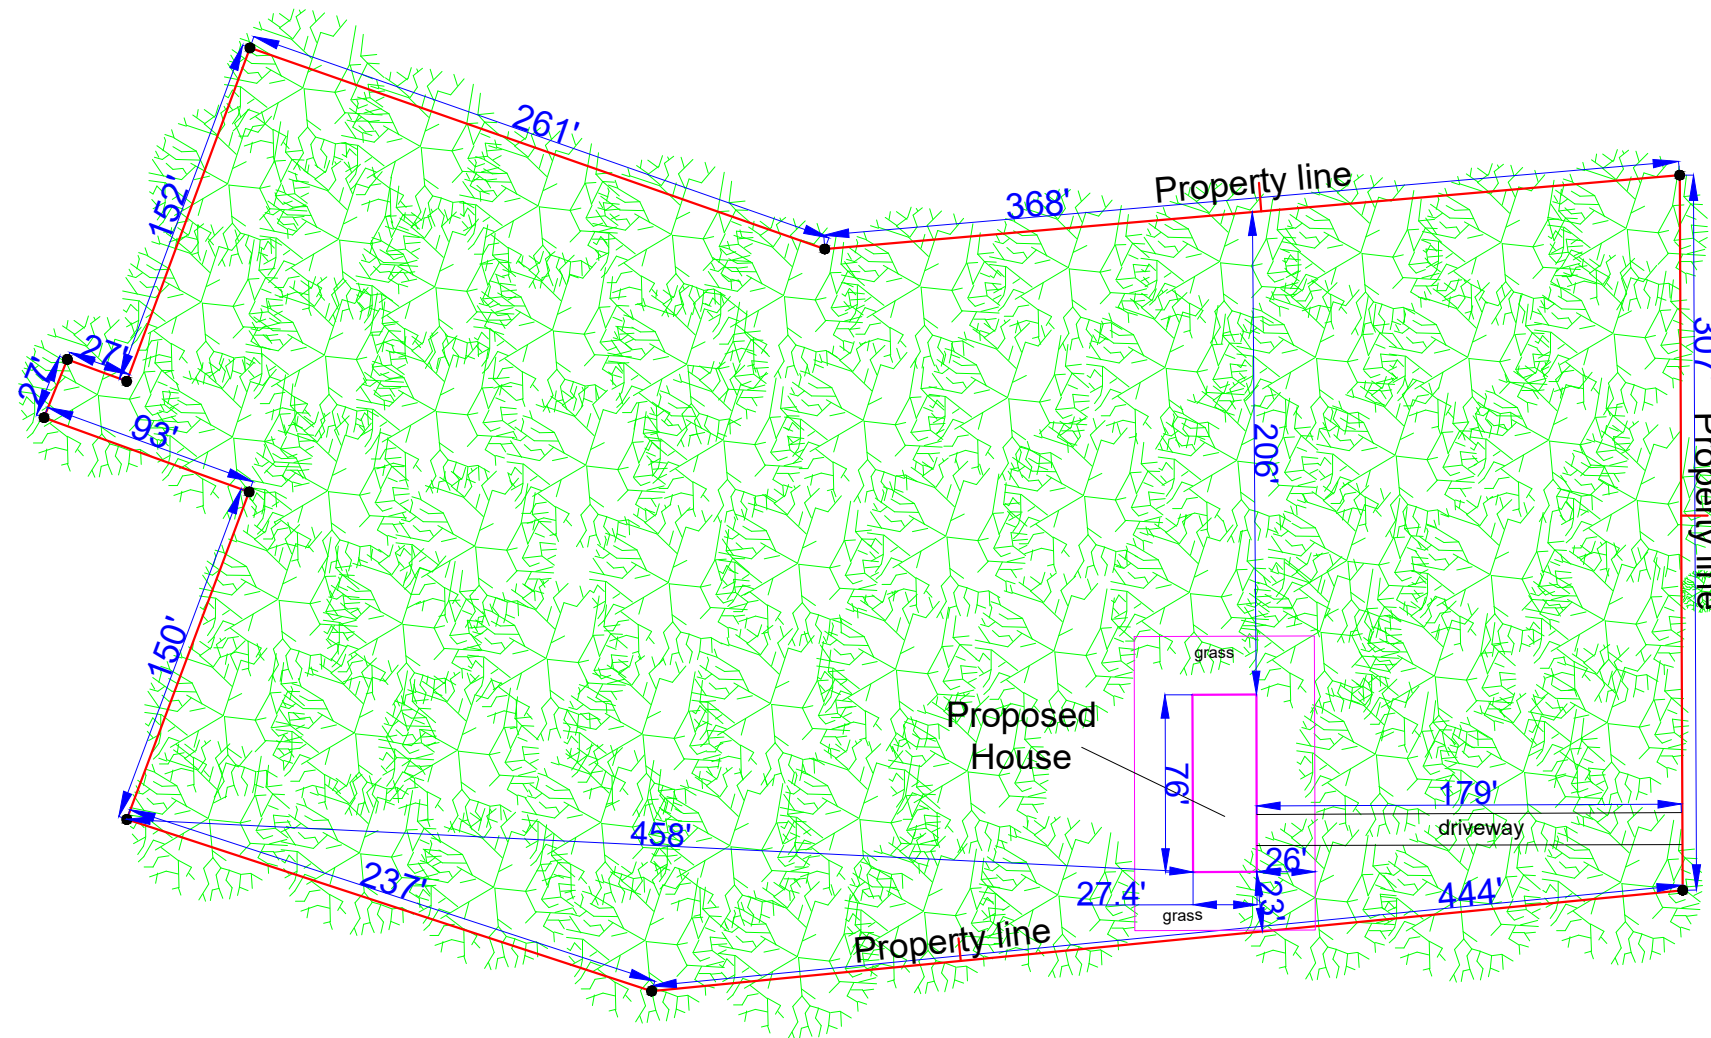 261'
152'
368'
Property line
27'
27'
307'
93'
206'
Property line
150'
grass
Proposed
House
76'
179'
driveway
458'
26'
237'
27.4'
23'
444'
grass
Property line